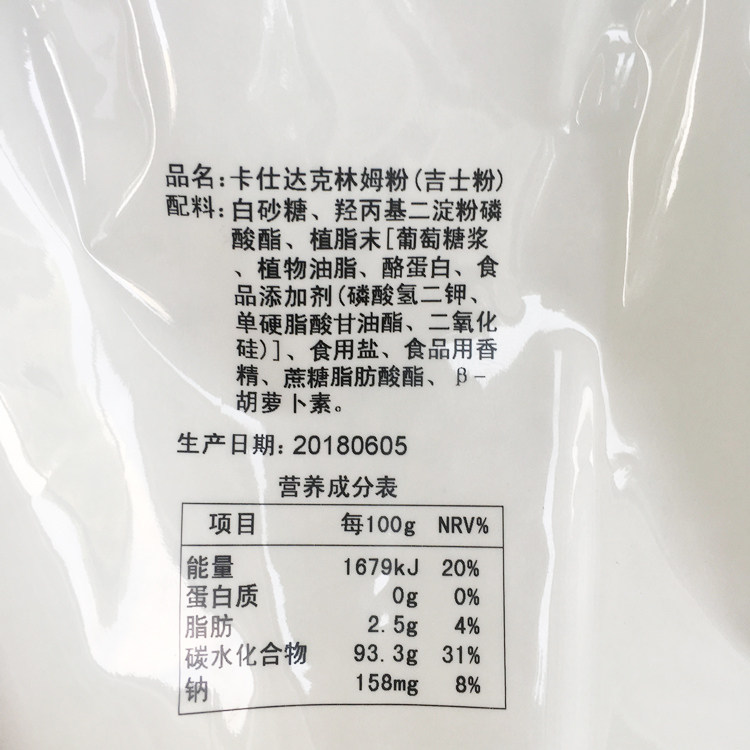 品名:卡仕达克林姆粉(吉士粉)
配料:白砂糖、羟丙基二淀粉磷
酸酯、植脂末[葡萄糖浆
、植物油脂、酪蛋白、食
品添加剂(磷酸氢二钾、
单硬脂酸甘油酯、二氧化
硅)]、食用盐、食品用香
精、蔗糖脂肪酸酯、β-
胡萝卜素。
生产日期:20180605
营养成分表
项目 每100g NRV%
能量 1679kJ 20%
蛋白质 0g 0%
脂肪 2.5g 4%
碳水化合物 93.3g 31%
钠 158mg 8%